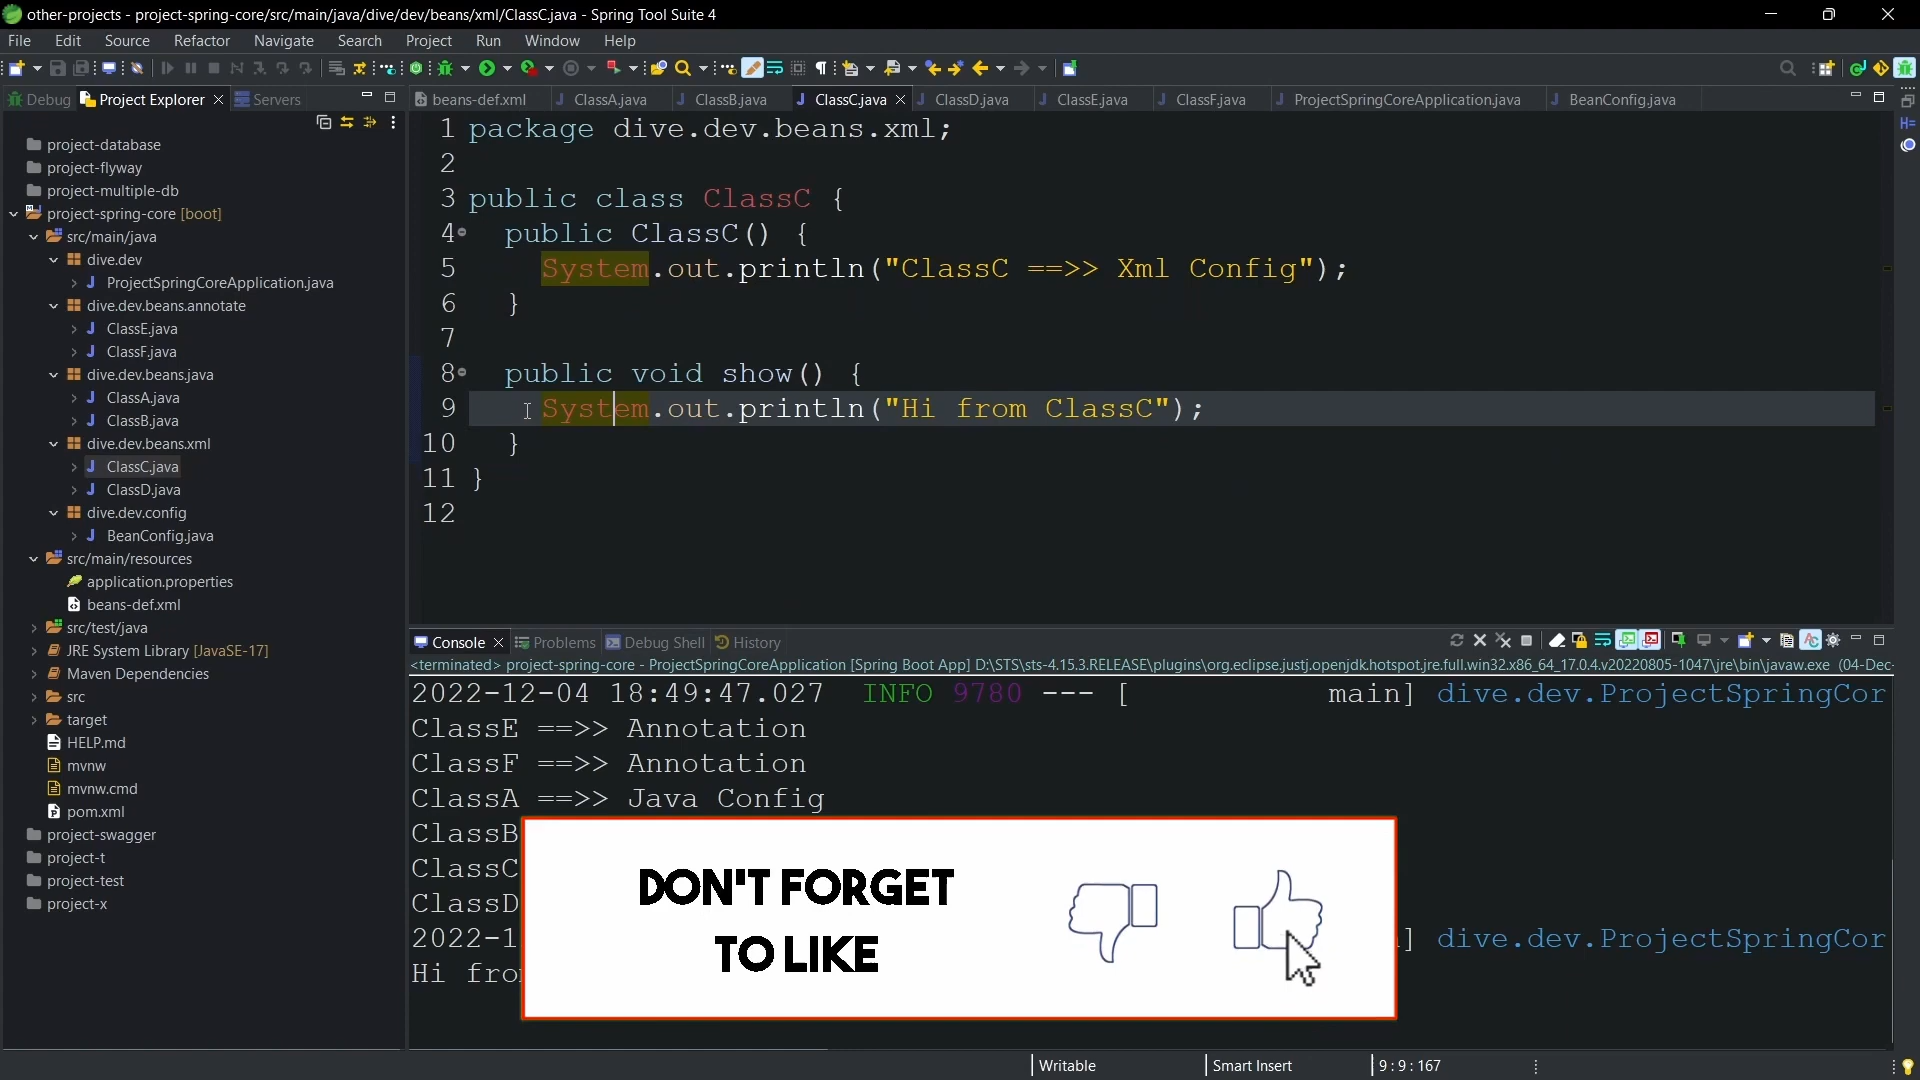 other-projects - project-spring-core/src/main/java/dive/dev/beans/xml/ClassC.java - Spring Tool Suite 4
File Edit Source Refactor Navigate Search Project Run Window Help
Debug Project Explorer Servers
beans-def.xml ClassA.java ClassB.java ClassC.java ClassD.java ClassE.java ClassF.java ProjectSpringCoreApplication.java BeanConfig.java
project-database
project-flyway
project-multiple-db
project-spring-core [boot]
src/main/java
dive.dev
ProjectSpringCoreApplication.java
dive.dev.beans.annotate
ClassE.java
ClassF.java
dive.dev.beans.java
ClassA.java
ClassB.java
dive.dev.beans.xml
ClassC.java
ClassD.java
dive.dev.config
BeanConfig.java
src/main/resources
application.properties
beans-def.xml
src/test/java
JRE System Library [JavaSE-17]
Maven Dependencies
src
target
HELP.md
mvnw
mvnw.cmd
pom.xml
project-swagger
project-t
project-test
project-x
1 package dive.dev.beans.xml;
2
3 public class ClassC {
4 public ClassC() {
5 System.out.println("ClassC ==>> Xml Config");
6 }
7
8 public void show() {
9 System.out.println("Hi from ClassC");
10 }
11 }
12
Console Problems Debug Shell History
<terminated> project-spring-core - ProjectSpringCoreApplication [Spring Boot App] D:\STS\sts-4.15.3.RELEASE\plugins\org.eclipse.justj.openjdk.hotspot.jre.full.win32.x86_64_17.0.4.v20220805-1047\jre\bin\javaw.exe (04-Dec-
2022-12-04 18:49:47.027 INFO 9780 --- [ main] dive.dev.ProjectSpringCor
ClassE ==>> Annotation
ClassF ==>> Annotation
ClassA ==>> Java Config
ClassB
ClassC
ClassD
2022-1 ] dive.dev.ProjectSpringCor
Hi fro
DON'T FORGET
TO LIKE
Writable Smart Insert 9 : 9 : 167